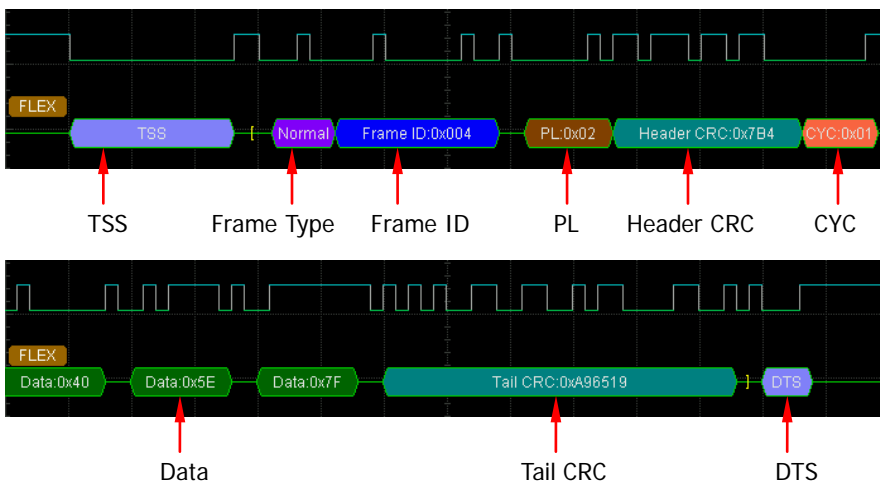 FLEX
TSS [ Normal Frame ID:0x004 PL:0x02 Header CRC:0x7B4 CYC:0x01
TSS Frame Type Frame ID PL Header CRC CYC
FLEX
Data:0x40 Data:0x5E Data:0x7F Tail CRC:0xA96519 ] DTS
Data Tail CRC DTS